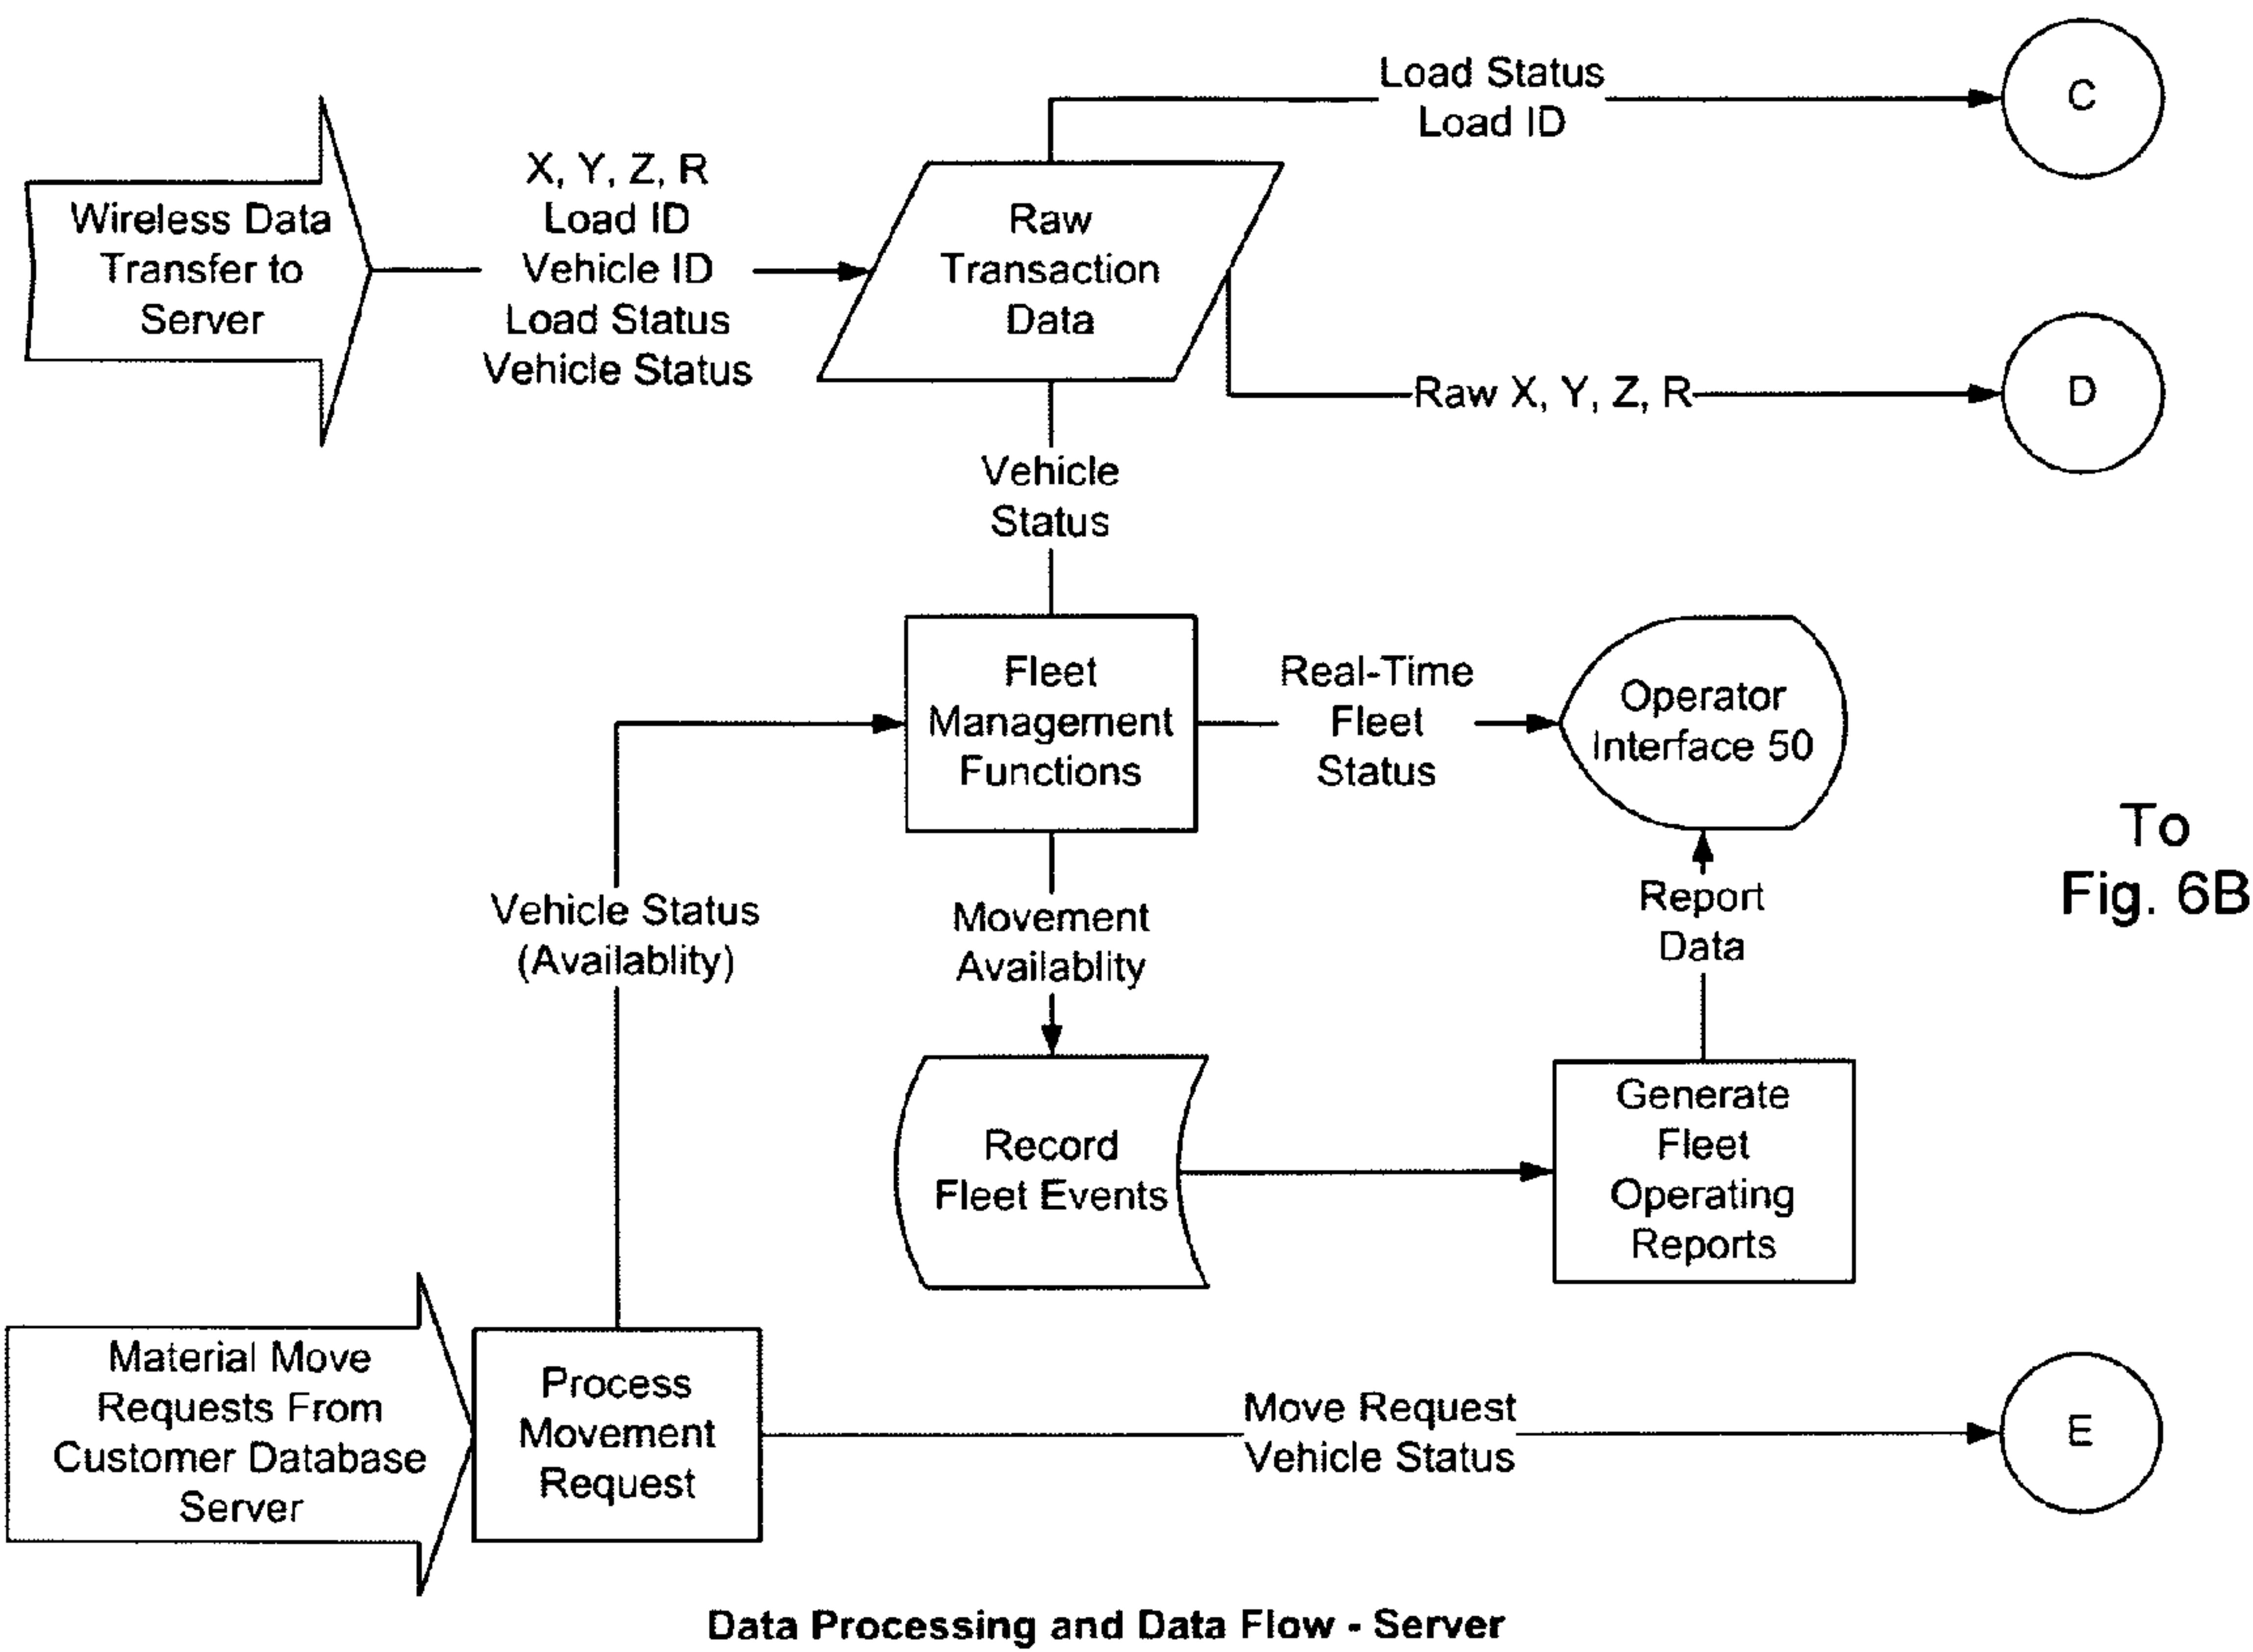 Load Status
Load ID
C
X, Y, Z, R
Load ID
Vehicle ID
Load Status
Vehicle Status
Wireless Data
Transfer to
Server
Raw
Transaction
Data
Raw X, Y, Z, R
D
Vehicle
Status
Fleet
Management
Functions
Real-Time
Fleet
Status
Operator
Interface 50
To
Fig. 6B
Vehicle Status
(Availablity)
Movement
Availablity
Report
Data
Record
Fleet Events
Generate
Fleet
Operating
Reports
Material Move
Requests From
Customer Database
Server
Process
Movement
Request
Move Request
Vehicle Status
E
Data Processing and Data Flow - Server